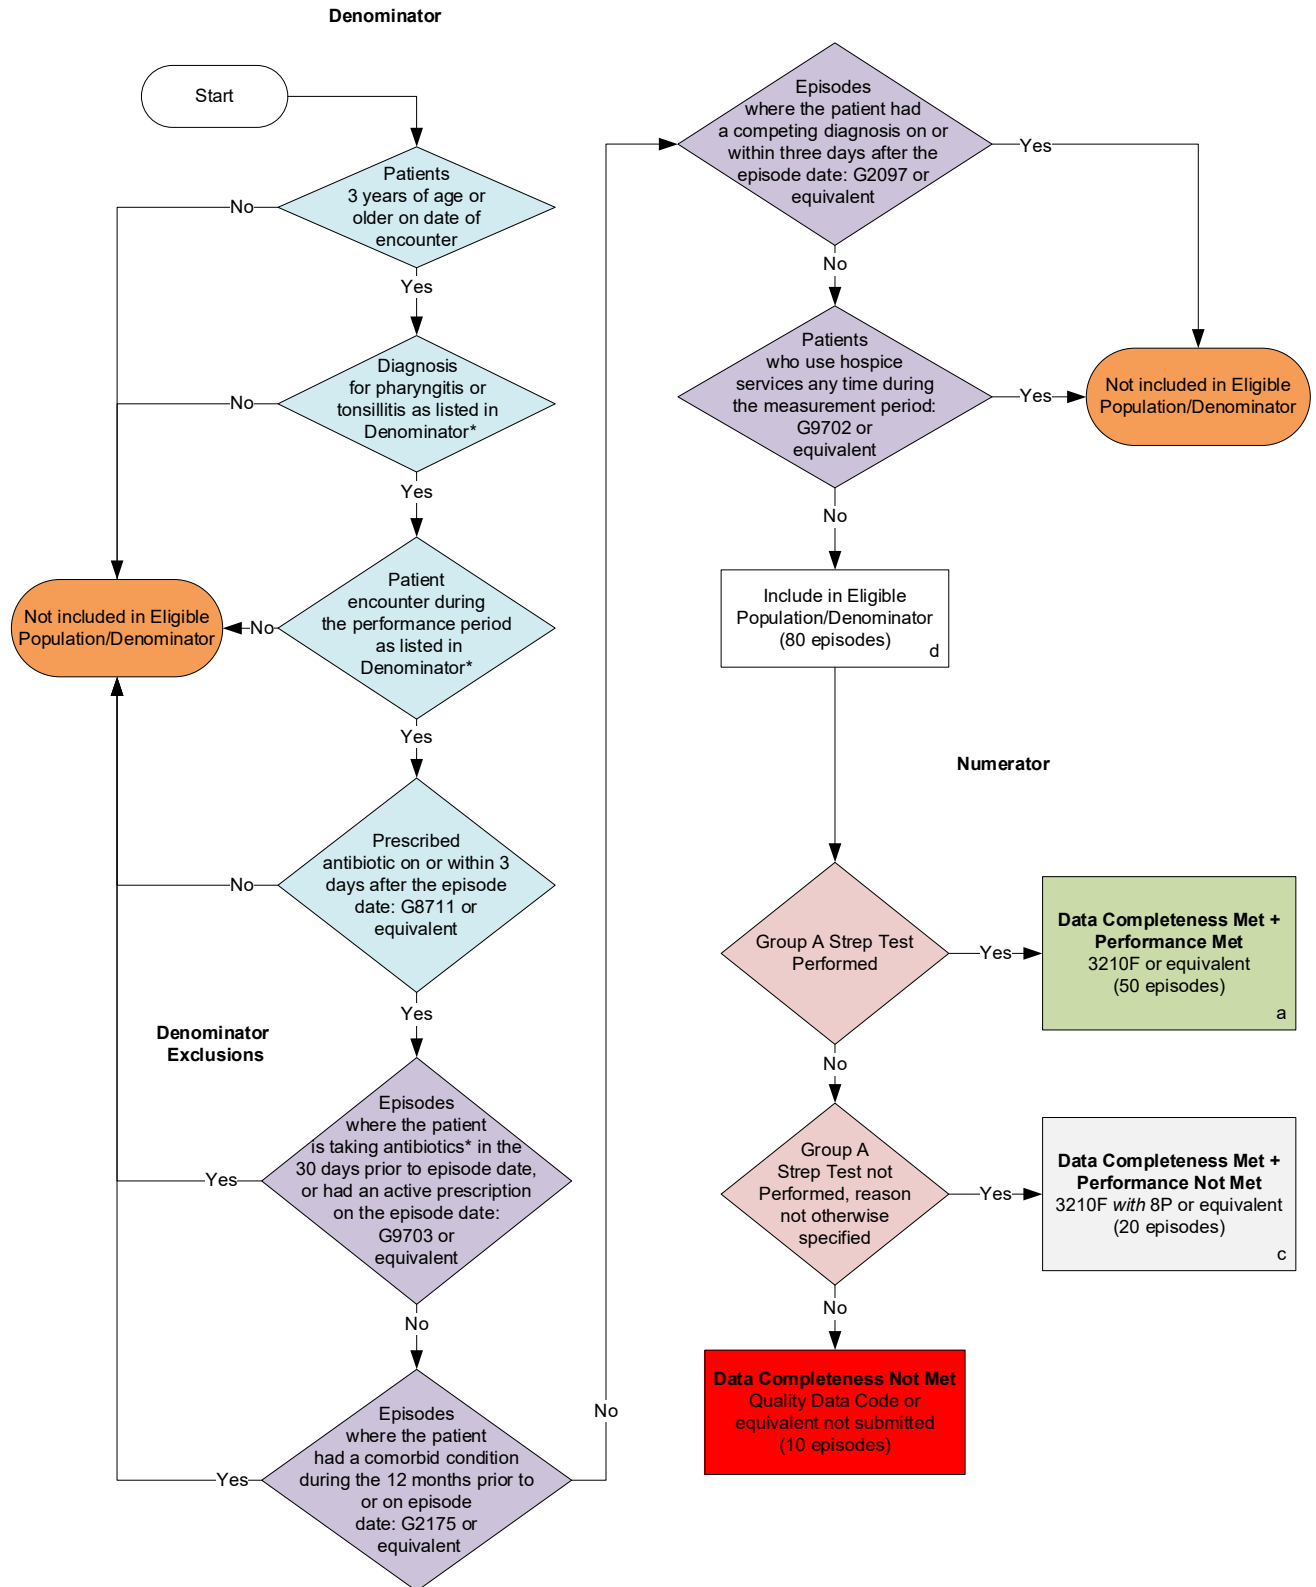 Denominator
Start
Patients
3 years of age or
older on date of
encounter
No
Yes
Diagnosis
for pharyngitis or
tonsillitis as listed in
Denominator*
No
Yes
Patient
encounter during
the performance period
as listed in
Denominator*
No
Not included in Eligible
Population/Denominator
Yes
Prescribed
antibiotic on or within 3
days after the episode
date: G8711 or
equivalent
No
Yes
Denominator
Exclusions
Episodes
where the patient
is taking antibiotics* in the
30 days prior to episode date,
or had an active prescription
on the episode date:
G9703 or
equivalent
Yes
No
Episodes
where the patient
had a comorbid condition
during the 12 months prior to
or on episode
date: G2175 or
equivalent
Yes
No
Episodes
where the patient had
a competing diagnosis on or
within three days after the
episode date: G2097 or
equivalent
Yes
No
Patients
who use hospice
services any time during
the measurement period:
G9702 or
equivalent
Yes
Not included in Eligible
Population/Denominator
No
Include in Eligible
Population/Denominator
(80 episodes)
d
Numerator
Group A Strep Test
Performed
Yes
Data Completeness Met +
Performance Met
3210F or equivalent
(50 episodes)
a
No
Group A
Strep Test not
Performed, reason
not otherwise
specified
Yes
Data Completeness Met +
Performance Not Met
3210F with 8P or equivalent
(20 episodes)
c
No
Data Completeness Not Met
Quality Data Code or
equivalent not submitted
(10 episodes)